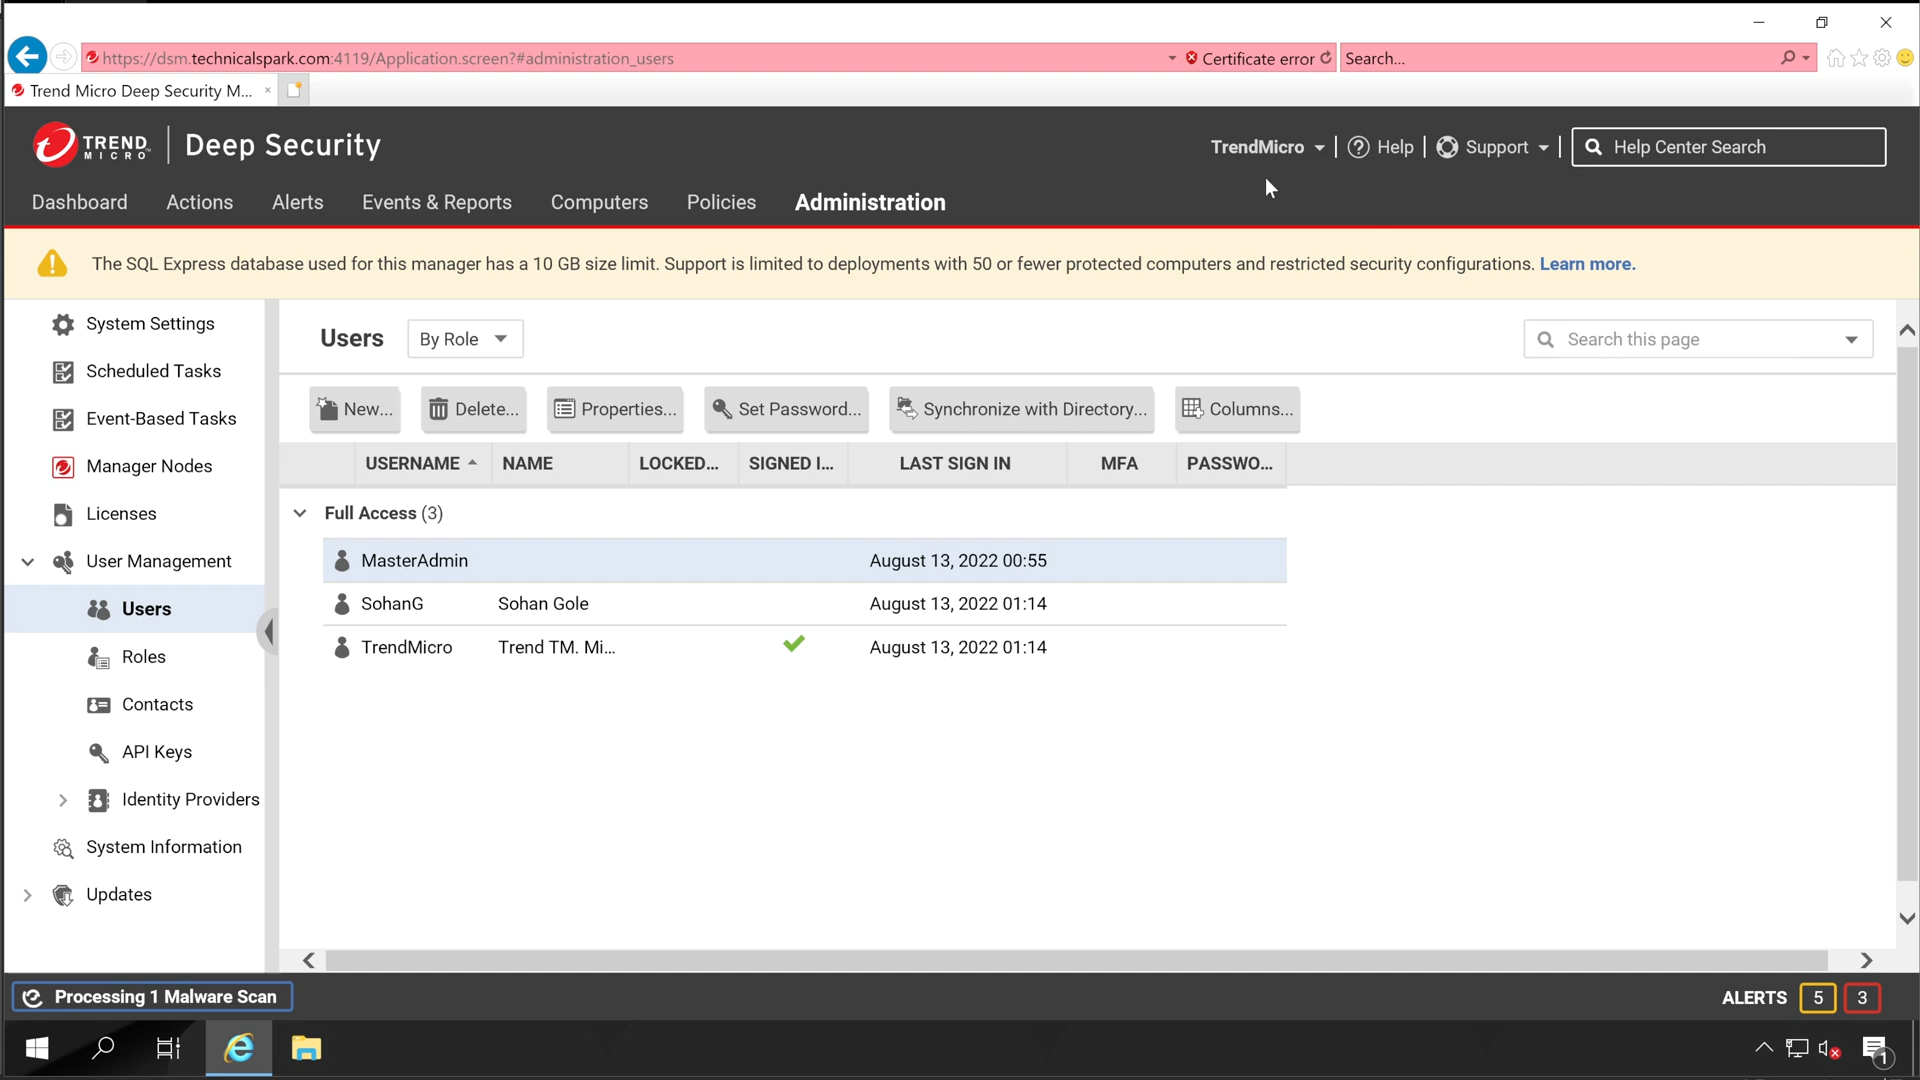 https://dsm.technicalspark.com:4119/Application.screen?#administration_users
Certificate error
Search...
Trend Micro Deep Security M...
TREND MICRO
Deep Security
TrendMicro
Help
Support
Help Center Search
Dashboard
Actions
Alerts
Events & Reports
Computers
Policies
Administration
The SQL Express database used for this manager has a 10 GB size limit. Support is limited to deployments with 50 or fewer protected computers and restricted security configurations. Learn more.
System Settings
Scheduled Tasks
Event-Based Tasks
Manager Nodes
Licenses
User Management
Users
Roles
Contacts
API Keys
Identity Providers
System Information
Updates
Users
By Role
Search this page
New...
Delete...
Properties...
Set Password...
Synchronize with Directory...
Columns...
USERNAME NAME LOCKED... SIGNED I... LAST SIGN IN MFA PASSWO...
Full Access (3)
MasterAdmin August 13, 2022 00:55
SohanG Sohan Gole August 13, 2022 01:14
TrendMicro Trend TM. Mi... August 13, 2022 01:14
Processing 1 Malware Scan
ALERTS 5 3
1